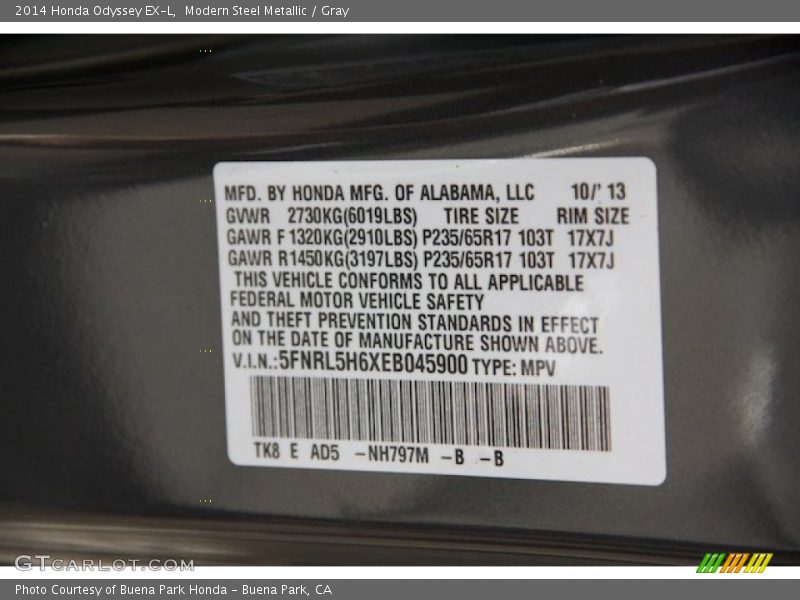 2014 Honda Odyssey EX-L,  Modern Steel Metallic / Gray
MFD. BY HONDA MFG. OF ALABAMA, LLC 10/' 13
GVWR 2730KG(6019LBS) TIRE SIZE RIM SIZE
GAWR F 1320KG(2910LBS) P235/65R17 103T 17X7J
GAWR R1450KG(3197LBS) P235/65R17 103T 17X7J
THIS VEHICLE CONFORMS TO ALL APPLICABLE
FEDERAL MOTOR VEHICLE SAFETY
AND THEFT PREVENTION STANDARDS IN EFFECT
ON THE DATE OF MANUFACTURE SHOWN ABOVE.
V.I.N.:5FNRL5H6XEB045900 TYPE: MPV
TK8 E AD5 -NH797M -B -B
GTCARLOT.COM
Photo Courtesy of Buena Park Honda - Buena Park, CA